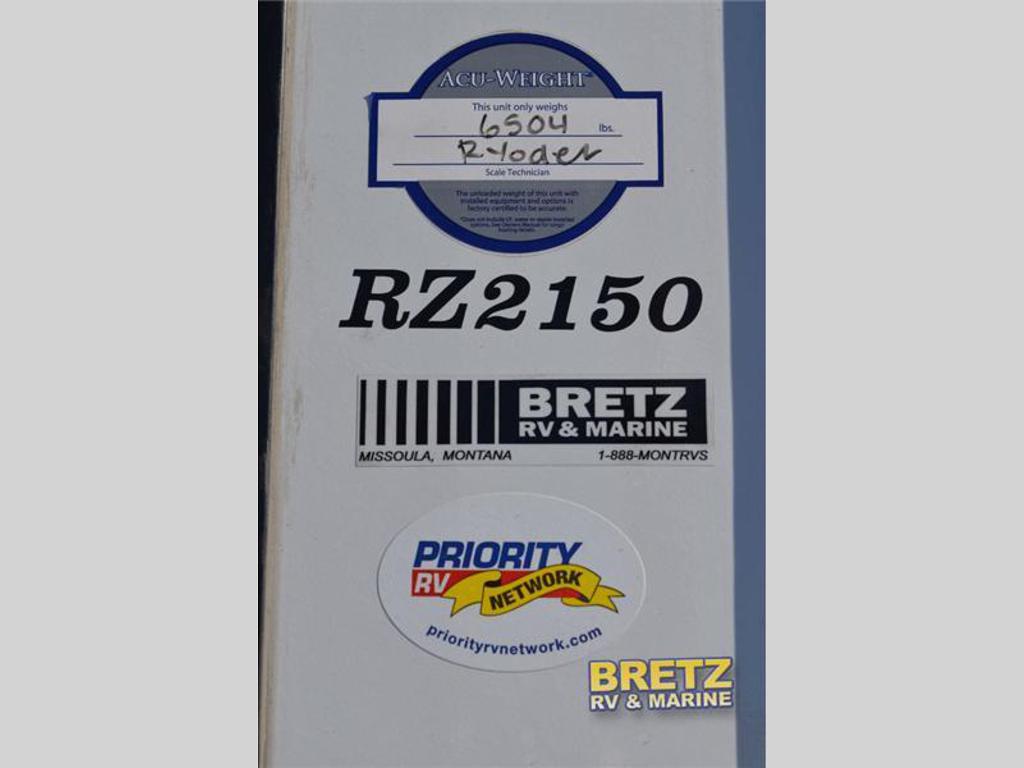 ACU-WEIGHT
This unit only weighs
6504 lbs.
RYoder
Scale Technician
The unloaded weight of this unit with
installed equipment and options is
factory certified to be accurate.
RZ2150
BRETZ
RV & MARINE
MISSOULA, MONTANA 1-888-MONTRVS
PRIORITY
RV NETWORK
priorityrvnetwork.com
BRETZ
RV & MARINE